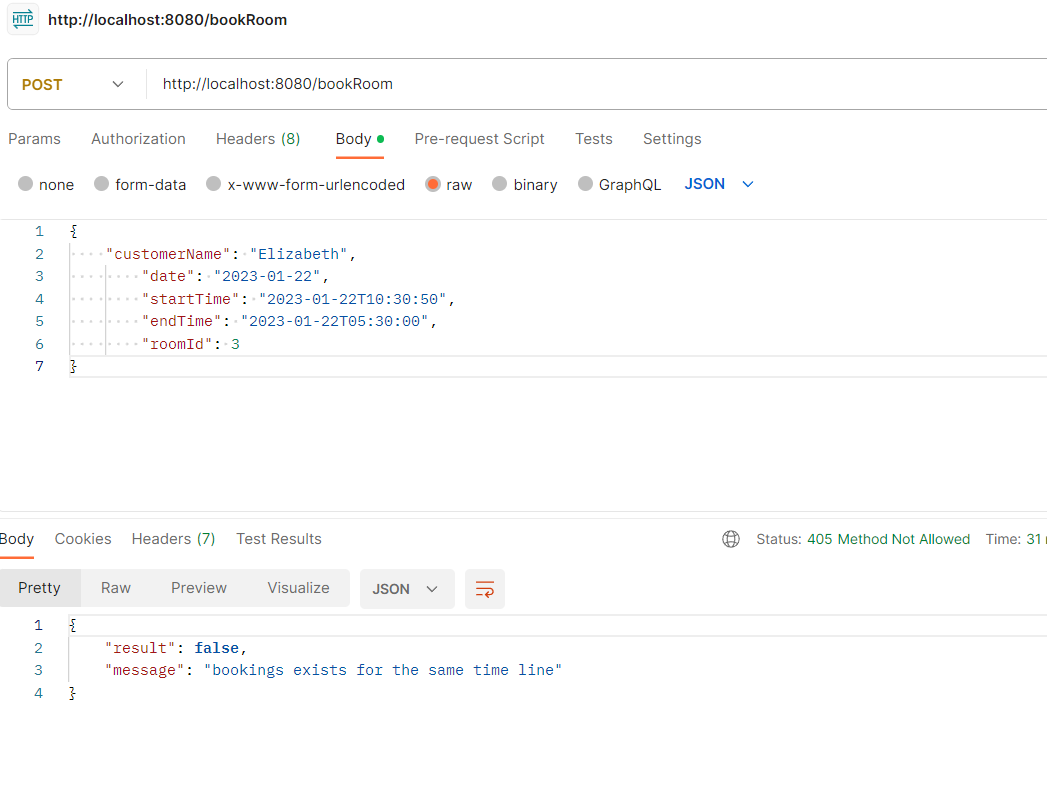 HTTP http://localhost:8080/bookRoom
POST http://localhost:8080/bookRoom
Params Authorization Headers (8) Body Pre-request Script Tests Settings
none form-data x-www-form-urlencoded raw binary GraphQL JSON
1 {
2 "customerName": "Elizabeth",
3 "date": "2023-01-22",
4 "startTime": "2023-01-22T10:30:50",
5 "endTime": "2023-01-22T05:30:00",
6 "roomId": 3
7 }
Body Cookies Headers (7) Test Results Status: 405 Method Not Allowed Time: 31
Pretty Raw Preview Visualize JSON
1 {
2 "result": false,
3 "message": "bookings exists for the same time line"
4 }